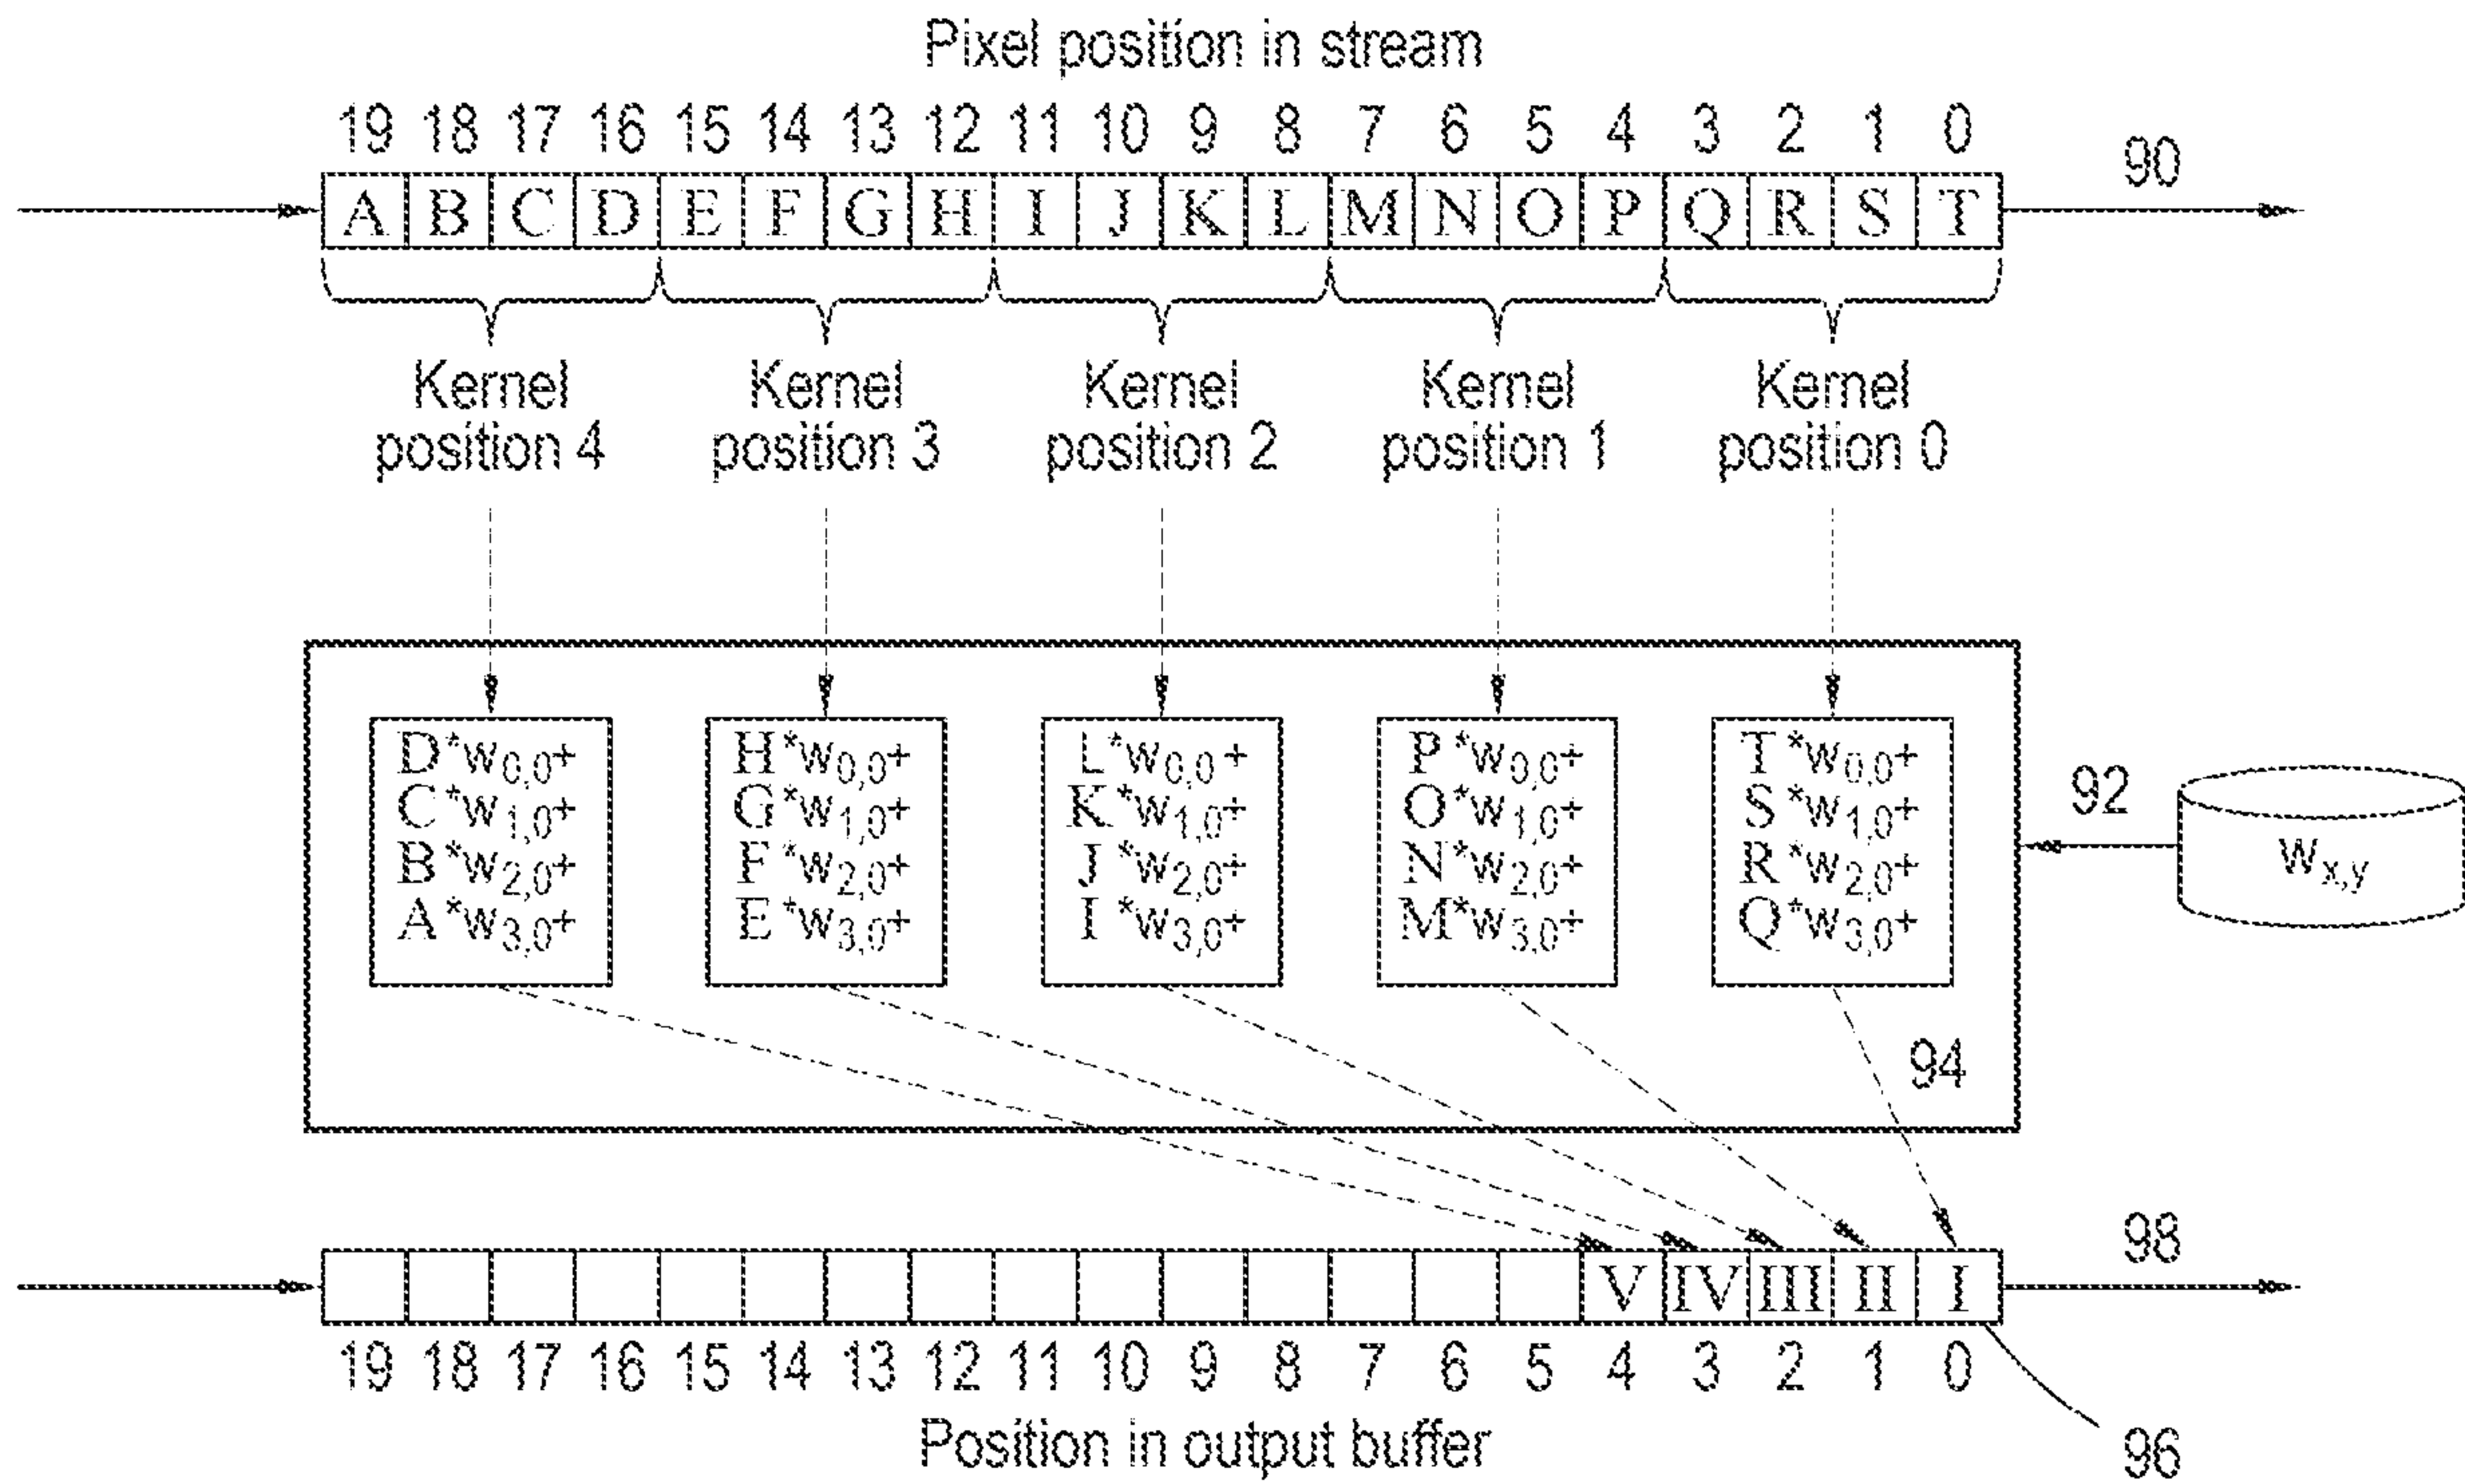 Pixel position in stream
19 18 17 16 15 14 13 12 11 10 9 8 7 6 5 4 3 2 1 0
90
A B C D E F G H I J K L M N O P Q R S T
Kernel position 4
Kernel position 3
Kernel position 2
Kernel position 1
Kernel position 0
D*w0,0+
C*w1,0+
B*w2,0+
A*w3,0+
H*w0,0+
G*w1,0+
F*w2,0+
E*w3,0+
L*w0,0+
K*w1,0+
J*w2,0+
I*w3,0+
P*w0,0+
O*w1,0+
N*w2,0+
M*w3,0+
T*w0,0+
S*w1,0+
R*w2,0+
Q*w3,0+
92
Wx,y
94
98
V IV III II I
19 18 17 16 15 14 13 12 11 10 9 8 7 6 5 4 3 2 1 0
Position in output buffer
96